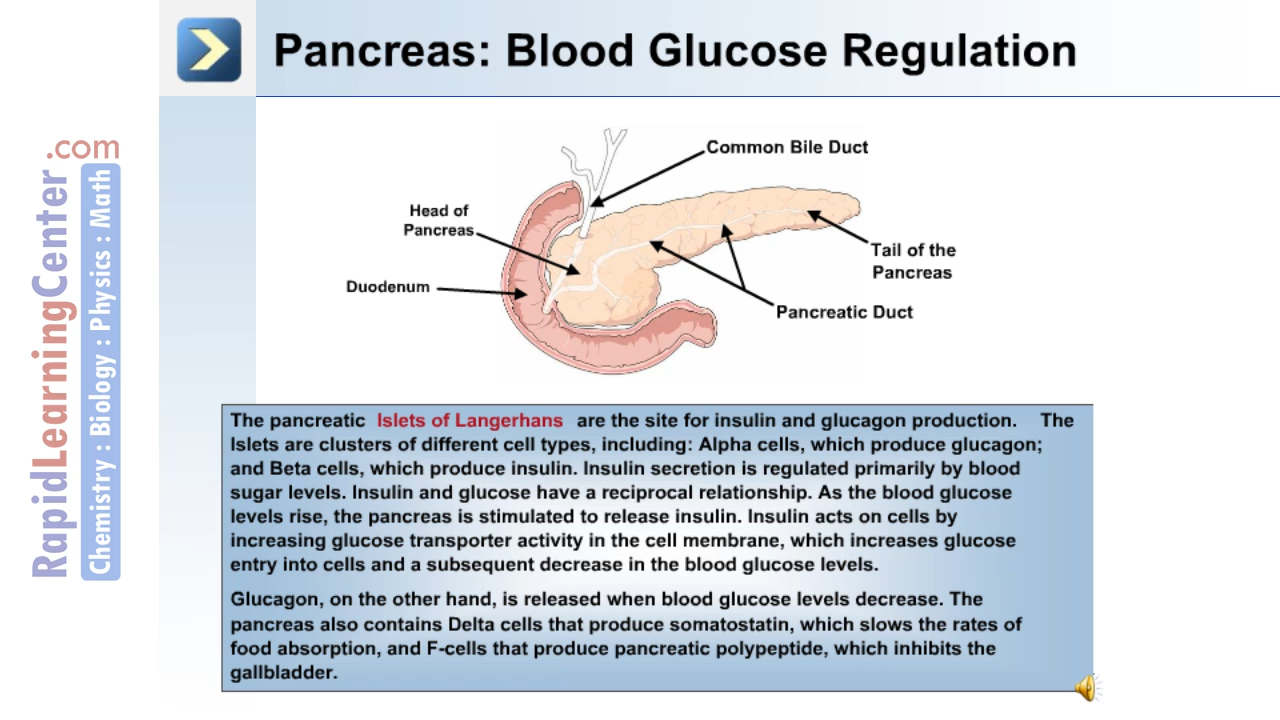 Pancreas: Blood Glucose Regulation
RapidLearningCenter.com
Chemistry : Biology : Physics : Math
Common Bile Duct
Head of
Pancreas
Duodenum
Tail of the
Pancreas
Pancreatic Duct
The pancreatic Islets of Langerhans are the site for insulin and glucagon production. The
Islets are clusters of different cell types, including: Alpha cells, which produce glucagon;
and Beta cells, which produce insulin. Insulin secretion is regulated primarily by blood
sugar levels. Insulin and glucose have a reciprocal relationship. As the blood glucose
levels rise, the pancreas is stimulated to release insulin. Insulin acts on cells by
increasing glucose transporter activity in the cell membrane, which increases glucose
entry into cells and a subsequent decrease in the blood glucose levels.
Glucagon, on the other hand, is released when blood glucose levels decrease. The
pancreas also contains Delta cells that produce somatostatin, which slows the rates of
food absorption, and F-cells that produce pancreatic polypeptide, which inhibits the
gallbladder.